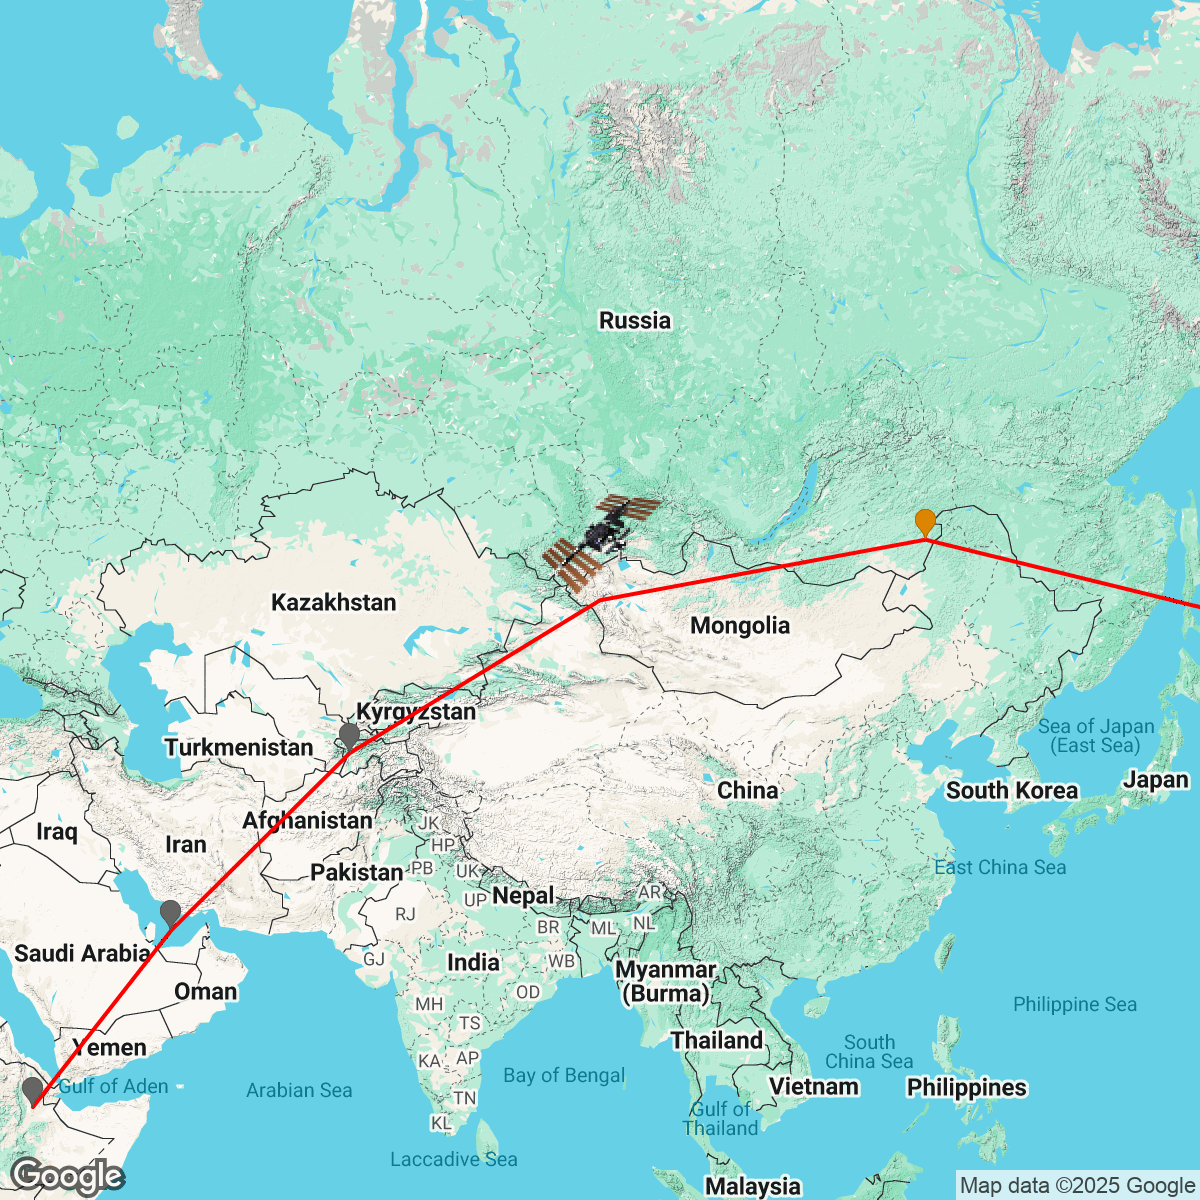 Russia
Kazakhstan
Mongolia
Kyrgyzstan
Turkmenistan
Sea of Japan
(East Sea)
China
South Korea
Japan
Afghanistan
JK
Iraq
Iran
HP
Pakistan
PB
UK
East China Sea
Nepal
UP
AR
RJ
BR
ML
NL
Saudi Arabia
GJ
India
WB
Myanmar
(Burma)
Oman
OD
MH
Philippine Sea
TS
Yemen
Thailand
South
China Sea
KA
AP
Gulf of Aden
Arabian Sea
Bay of Bengal
Vietnam
Philippines
TN
Gulf of
Thailand
KL
Laccadive Sea
Malaysia
Google
Map data ©2025 Google